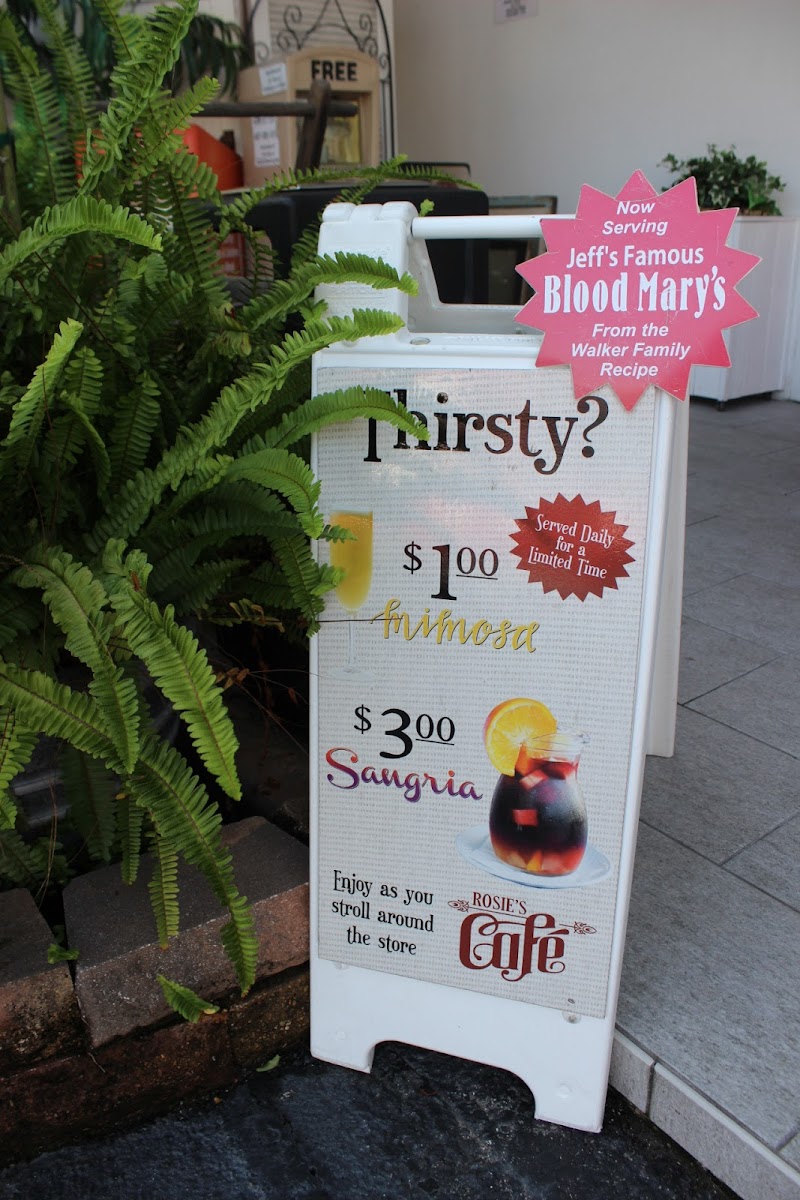 FREE
Now
Serving
Jeff's Famous
Blood Mary's
From the
Walker Family
Recipe
Thirsty?
$1.00
Served Daily
for a
Limited Time
mimosa
$3.00
Sangria
Enjoy as you
stroll around
the store
ROSIE'S
Café